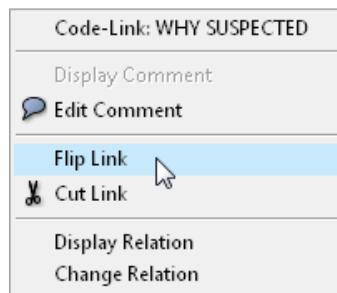 Code-Link: WHY SUSPECTED
Display Comment
Edit Comment
Flip Link
Cut Link
Display Relation
Change Relation